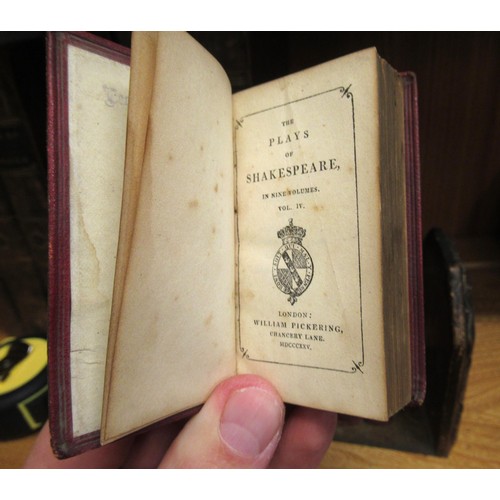 THE
PLAYS
OF
SHAKESPEARE,
IN NINE VOLUMES.
VOL. IV.
LONDON:
WILLIAM PICKERING,
CHANCERY LANE.
MDCCCXXV.